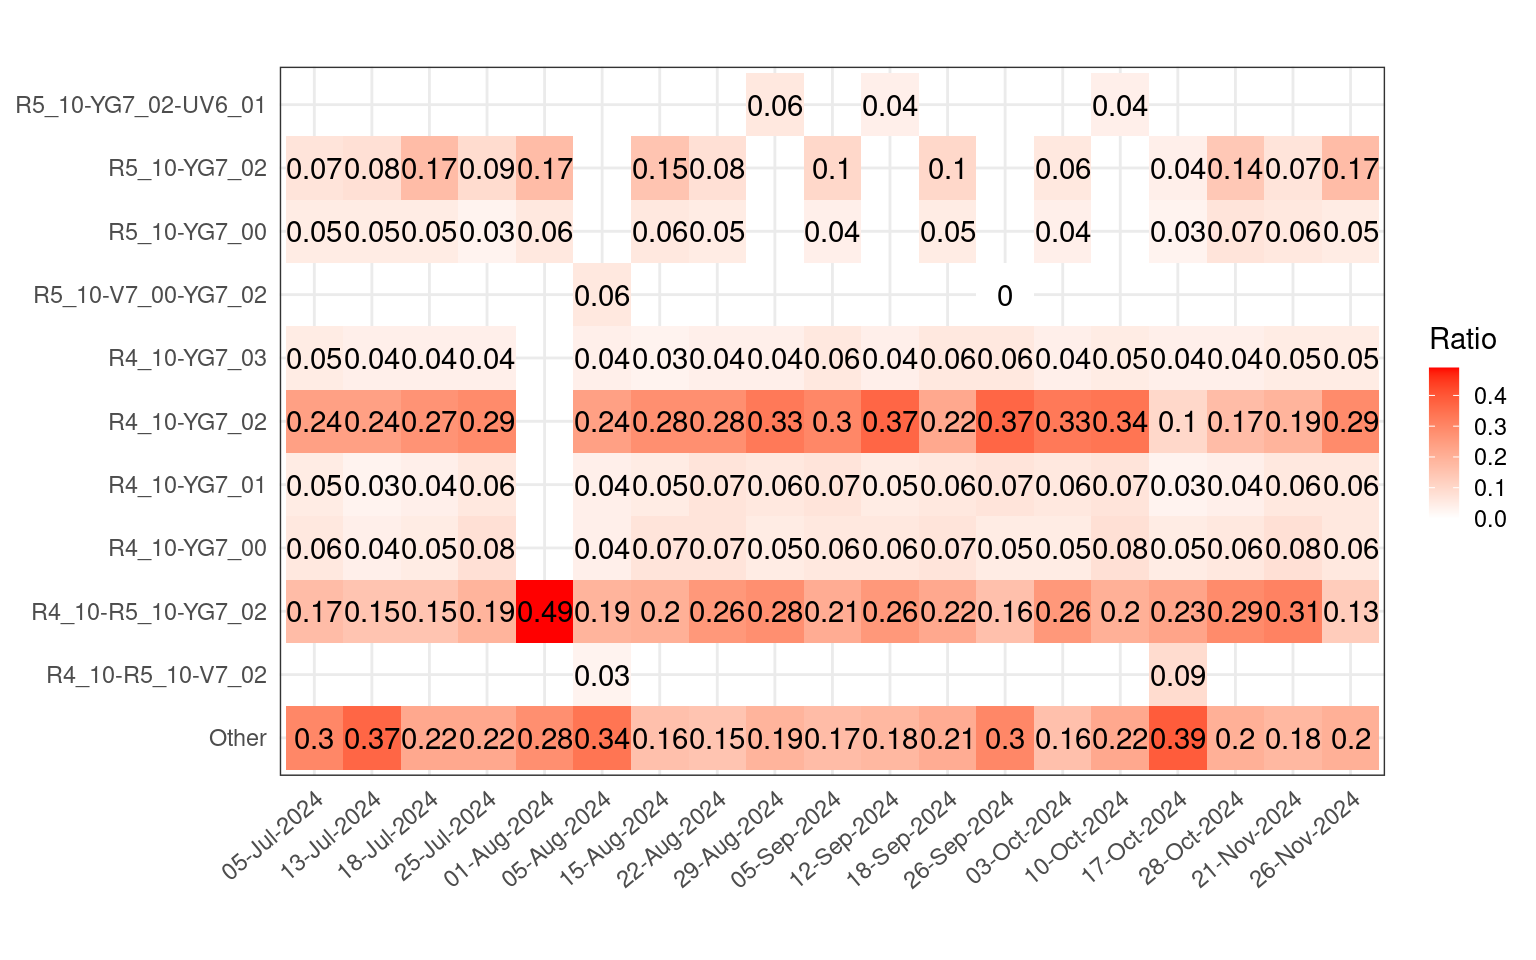 R5_10-YG7_02-UV6_01 0.06 0.04 0.04
R5_10-YG7_02 0.07 0.08 0.17 0.09 0.17 0.15 0.08 0.1 0.1 0.06 0.04 0.14 0.07 0.17
R5_10-YG7_00 0.05 0.05 0.05 0.03 0.06 0.06 0.05 0.04 0.05 0.04 0.03 0.07 0.06 0.05
R5_10-V7_00-YG7_02 0.06 0
R4_10-YG7_03 0.05 0.04 0.04 0.04 0.04 0.03 0.04 0.04 0.06 0.04 0.06 0.06 0.04 0.05 0.04 0.04 0.05 0.05
R4_10-YG7_02 0.24 0.24 0.27 0.29 0.24 0.28 0.28 0.33 0.3 0.37 0.22 0.37 0.33 0.34 0.1 0.17 0.19 0.29
R4_10-YG7_01 0.05 0.03 0.04 0.06 0.04 0.05 0.07 0.06 0.07 0.05 0.06 0.07 0.06 0.07 0.03 0.04 0.06 0.06
R4_10-YG7_00 0.06 0.04 0.05 0.08 0.04 0.07 0.07 0.05 0.06 0.06 0.07 0.05 0.05 0.08 0.05 0.06 0.08 0.06
R4_10-R5_10-YG7_02 0.17 0.15 0.15 0.19 0.49 0.19 0.2 0.26 0.28 0.21 0.26 0.22 0.16 0.26 0.2 0.23 0.29 0.31 0.13
R4_10-R5_10-V7_02 0.03 0.09
Other 0.3 0.37 0.22 0.22 0.28 0.34 0.16 0.15 0.19 0.17 0.18 0.21 0.3 0.16 0.22 0.39 0.2 0.18 0.2
05-Jul-2024
13-Jul-2024
18-Jul-2024
25-Jul-2024
01-Aug-2024
05-Aug-2024
15-Aug-2024
22-Aug-2024
29-Aug-2024
05-Sep-2024
12-Sep-2024
18-Sep-2024
26-Sep-2024
03-Oct-2024
10-Oct-2024
17-Oct-2024
28-Oct-2024
21-Nov-2024
26-Nov-2024
Ratio
0.4
0.3
0.2
0.1
0.0